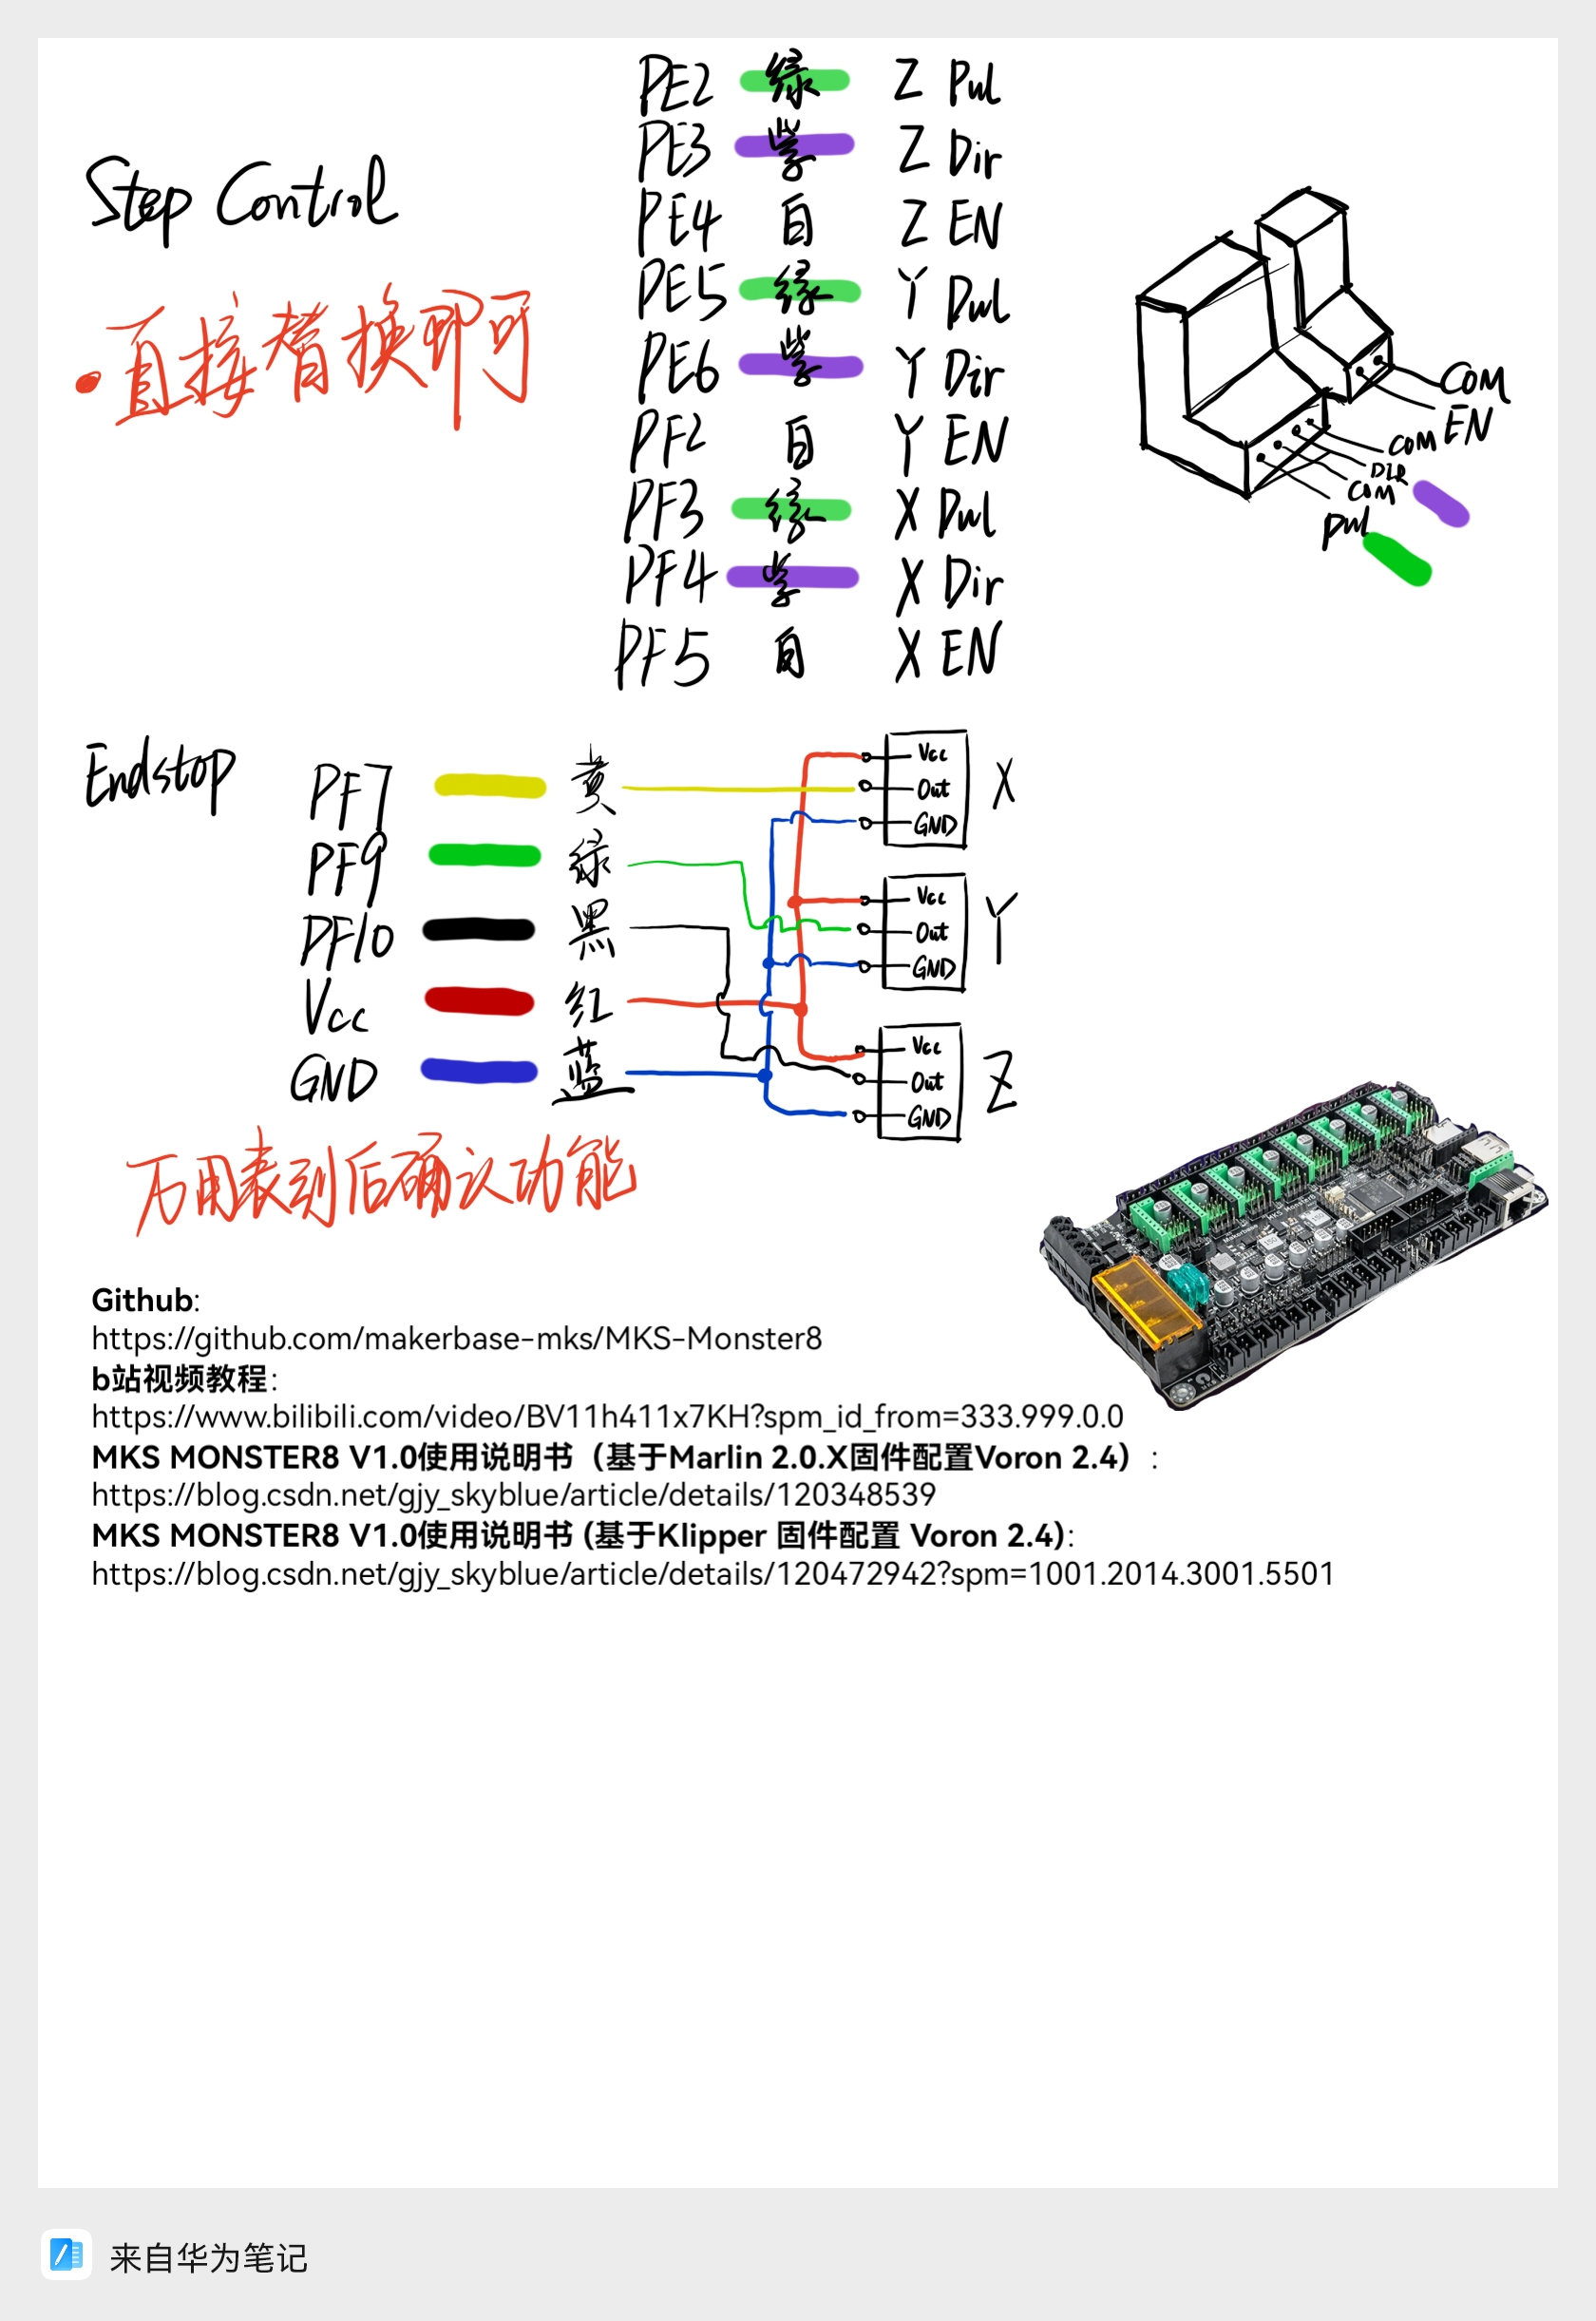 Step Control
·直接替换即可
PE2 绿 Z Pul
PE3 紫 Z Dir
PE4 白 Z EN
PE5 绿 Y Pul
PE6 紫 Y Dir
PF2 白 Y EN
PF3 绿 X Pul
PF4 紫 X Dir
PF5 白 X EN
COM
EN
COM
DIR
COM
Pul
Endstop
PF7 黄
PF9 绿
PF10 黑
Vcc 红
GND 蓝
Vcc
Out
GND
X
Vcc
Out
GND
Y
Vcc
Out
GND
Z
万用表到后确认功能
Github:
https://github.com/makerbase-mks/MKS-Monster8
b站视频教程:
https://www.bilibili.com/video/BV11h411x7KH?spm_id_from=333.999.0.0
MKS MONSTER8 V1.0使用说明书（基于Marlin 2.0.X固件配置Voron 2.4）:
https://blog.csdn.net/gjy_skyblue/article/details/120348539
MKS MONSTER8 V1.0使用说明书 (基于Klipper 固件配置 Voron 2.4):
https://blog.csdn.net/gjy_skyblue/article/details/120472942?spm=1001.2014.3001.5501
来自华为笔记